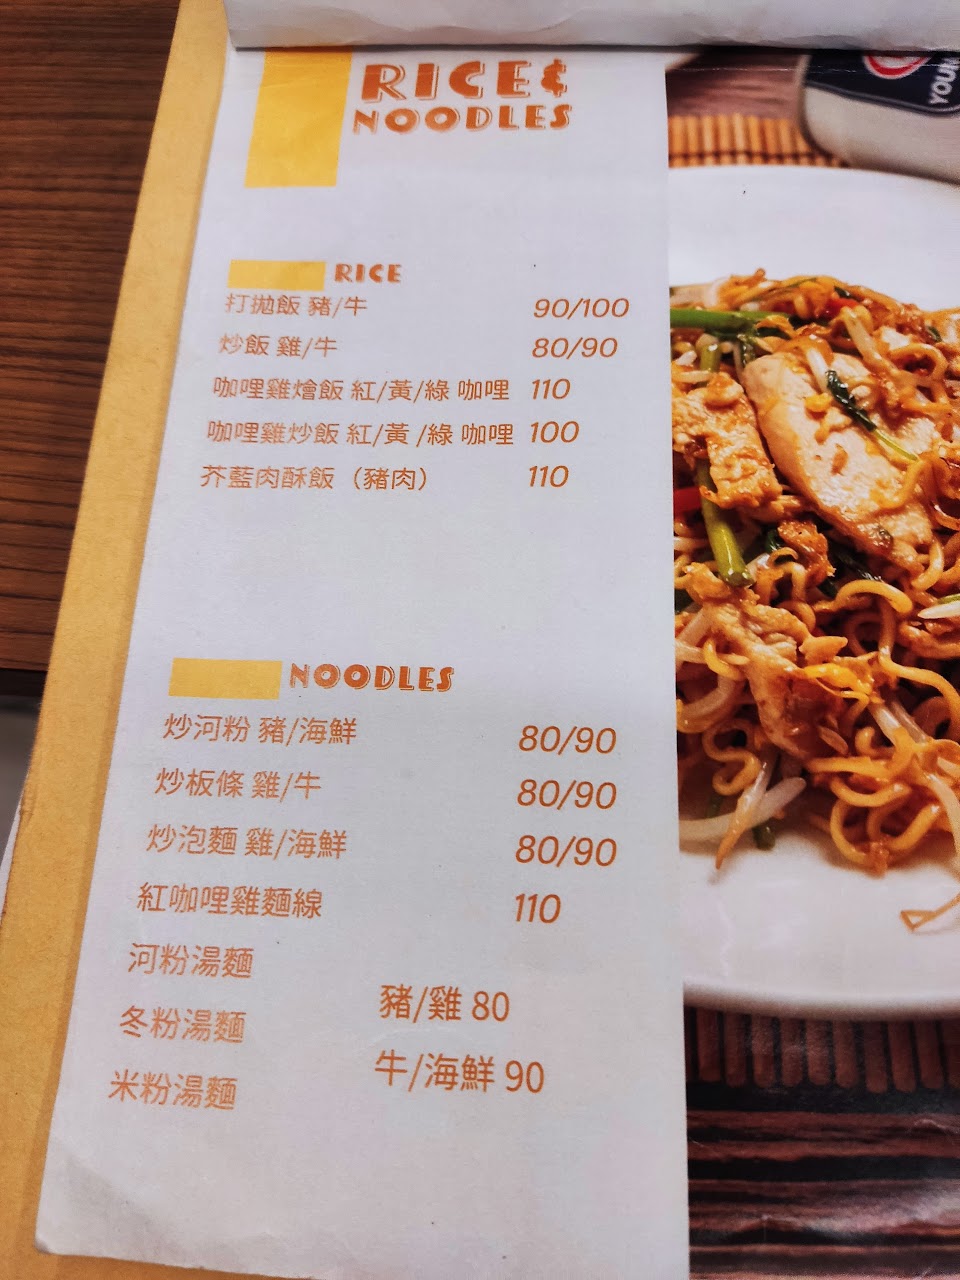 YOU
RICE &
NOODLES
RICE
打拋飯 豬/牛 90/100
炒飯 雞/牛 80/90
咖哩雞燴飯 紅/黃/綠 咖哩 110
咖哩雞炒飯 紅/黃 /綠 咖哩 100
芥藍肉酥飯（豬肉） 110
NOODLES
炒河粉 豬/海鮮 80/90
炒板條 雞/牛 80/90
炒泡麵 雞/海鮮 80/90
紅咖哩雞麵線 110
河粉湯麵
豬/雞 80
冬粉湯麵
牛/海鮮 90
米粉湯麵